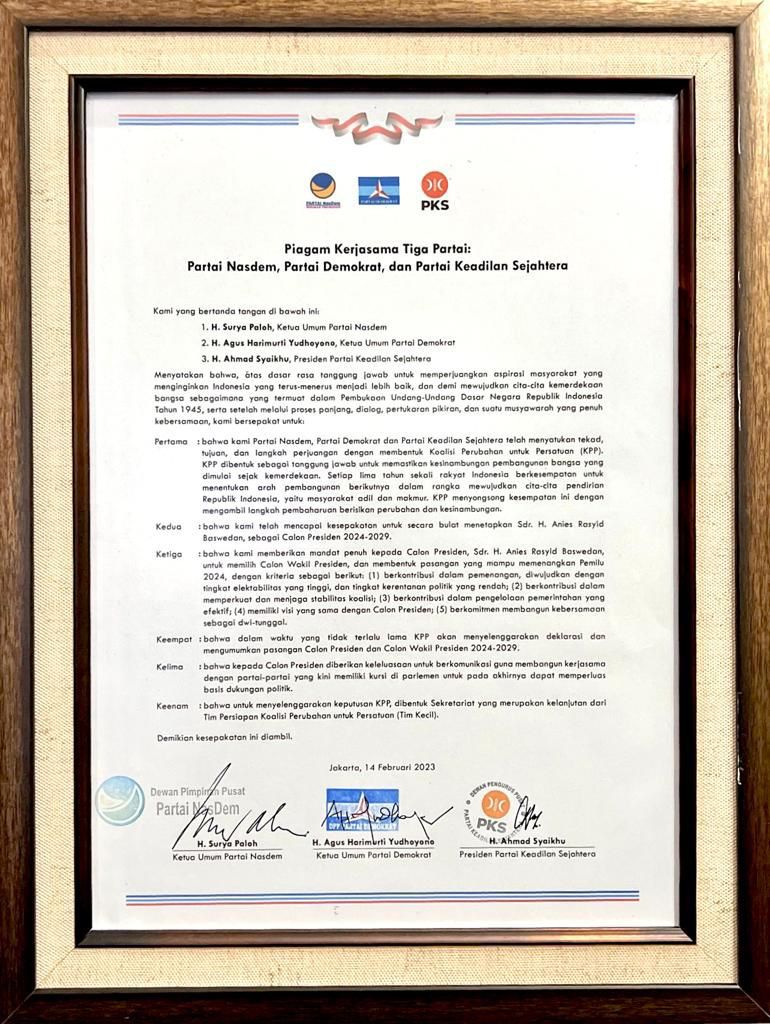 PARTAI NasDem
PARTAI DEMOKRAT
PKS
Piagam Kerjasama Tiga Partai:
Partai Nasdem, Partai Demokrat, dan Partai Keadilan Sejahtera
Kami yang bertanda tangan di bawah ini:
1. H. Surya Paloh, Ketua Umum Partai Nasdem
2. H. Agus Harimurti Yudhoyono, Ketua Umum Partai Demokrat
3. H. Ahmad Syaikhu, Presiden Partai Keadilan Sejahtera
Menyatakan bahwa, atas dasar rasa tanggung jawab untuk memperjuangkan aspirasi masyarakat yang
menginginkan Indonesia yang terus-menerus menjadi lebih baik, dan demi mewujudkan cita-cita kemerdekaan
bangsa sebagaimana yang termuat dalam Pembukaan Undang-Undang Dasar Negara Republik Indonesia
Tahun 1945, serta setelah melalui proses panjang, dialog, pertukaran pikiran, dan suatu musyawarah yang penuh
kebersamaan, kami bersepakat untuk:
Pertama : bahwa kami Partai Nasdem, Partai Demokrat dan Partai Keadilan Sejahtera telah menyatukan tekad,
tujuan, dan langkah perjuangan dengan membentuk Koalisi Perubahan untuk Persatuan (KPP).
KPP dibentuk sebagai tanggung jawab untuk memastikan kesinambungan pembangunan bangsa yang
dimulai sejak kemerdekaan. Setiap lima tahun sekali rakyat Indonesia berkesempatan untuk
menentukan arah pembangunan berikutnya dalam rangka mewujudkan cita-cita pendirian
Republik Indonesia, yaitu masyarakat adil dan makmur. KPP menyongsong kesempatan ini dengan
mengambil langkah pembaharuan berisikan perubahan dan kesinambungan.
Kedua : bahwa kami telah mencapai kesepakatan untuk secara bulat menetapkan Sdr. H. Anies Rasyid
Baswedan, sebagai Calon Presiden 2024-2029.
Ketiga : bahwa kami memberikan mandat penuh kepada Calon Presiden, Sdr. H. Anies Rasyid Baswedan,
untuk memilih Calon Wakil Presiden, dan membentuk pasangan yang mampu memenangkan Pemilu
2024, dengan kriteria sebagai berikut: (1) berkontribusi dalam pemenangan, diwujudkan dengan
tingkat elektabilitas yang tinggi, dan tingkat kerentanan politik yang rendah; (2) berkontribusi dalam
memperkuat dan menjaga stabilitas koalisi; (3) berkontribusi dalam pengelolaan pemerintahan yang
efektif; (4) memiliki visi yang sama dengan Calon Presiden; (5) berkomitmen membangun kebersamaan
sebagai dwi-tunggal.
Keempat : bahwa dalam waktu yang tidak terlalu lama KPP akan menyelenggarakan deklarasi dan
mengumumkan pasangan Calon Presiden dan Calon Wakil Presiden 2024-2029.
Kelima : bahwa kepada Calon Presiden diberikan keleluasaan untuk berkomunikasi guna membangun kerjasama
dengan partai-partai yang kini memiliki kursi di parlemen untuk pada akhirnya dapat memperluas
basis dukungan politik.
Keenam : bahwa untuk menyelenggarakan keputusan KPP, dibentuk Sekretariat yang merupakan kelanjutan dari
Tim Persiapan Koalisi Perubahan untuk Persatuan (Tim Kecil).
Demikian kesepakatan ini diambil.
Jakarta, 14 Februari 2023
Dewan Pimpinan Pusat
Partai NasDem
DPP PARTAI DEMOKRAT
DEWAN PENGURUS
PARTAI
PKS
H. Surya Paloh
Ketua Umum Partai Nasdem
H. Agus Harimurti Yudhoyono
Ketua Umum Partai Demokrat
H. Ahmad Syaikhu
Presiden Partai Keadilan Sejahtera